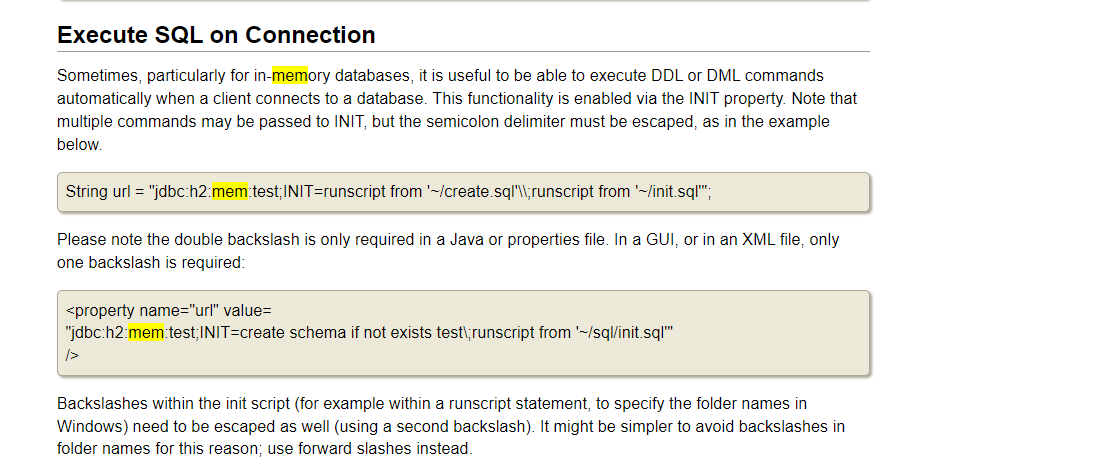 Execute SQL on Connection
Sometimes, particularly for in-memory databases, it is useful to be able to execute DDL or DML commands
automatically when a client connects to a database. This functionality is enabled via the INIT property. Note that
multiple commands may be passed to INIT, but the semicolon delimiter must be escaped, as in the example
below.
String url = "jdbc:h2:mem:test;INIT=runscript from '~/create.sql'\\;runscript from '~/init.sql'";
Please note the double backslash is only required in a Java or properties file. In a GUI, or in an XML file, only
one backslash is required:
<property name="url" value=
"jdbc:h2:mem:test;INIT=create schema if not exists test\;runscript from '~/sql/init.sql'"
/>
Backslashes within the init script (for example within a runscript statement, to specify the folder names in
Windows) need to be escaped as well (using a second backslash). It might be simpler to avoid backslashes in
folder names for this reason; use forward slashes instead.